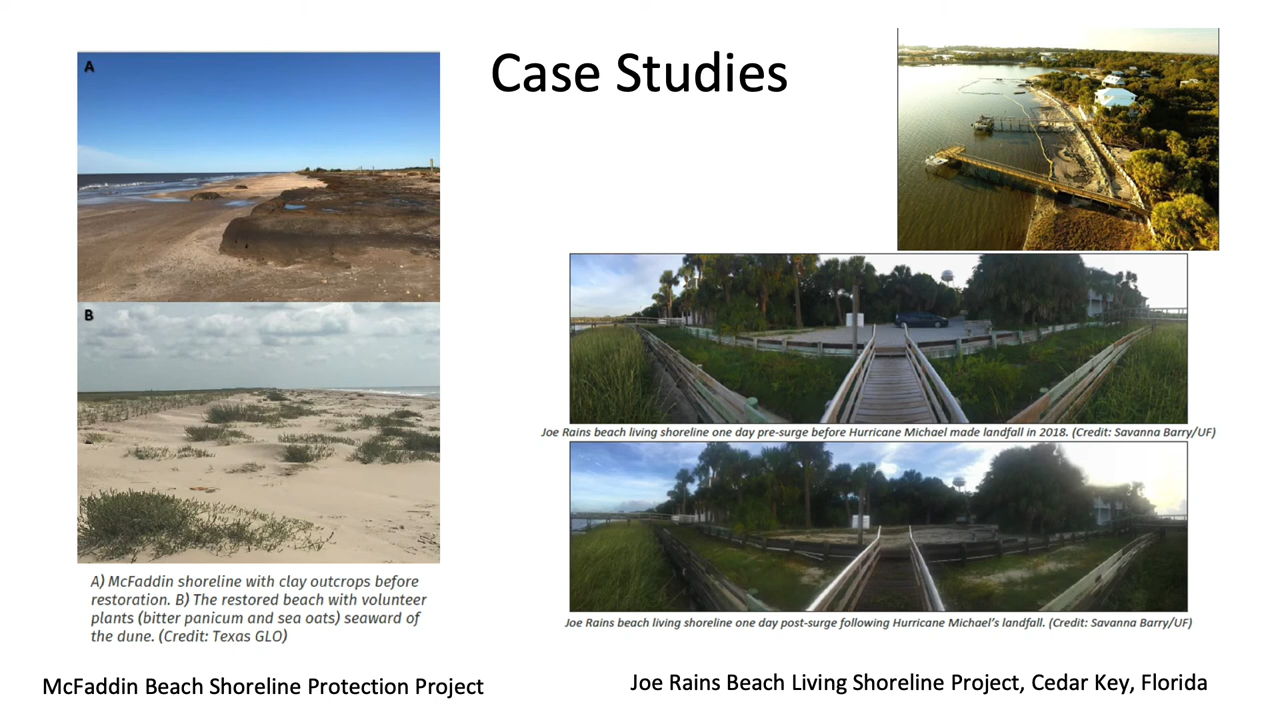 Case Studies
A
B
A) McFaddin shoreline with clay outcrops before
restoration. B) The restored beach with volunteer
plants (bitter panicum and sea oats) seaward of
the dune. (Credit: Texas GLO)
McFaddin Beach Shoreline Protection Project
Joe Rains beach living shoreline one day pre-surge before Hurricane Michael made landfall in 2018. (Credit: Savanna Barry/UF)
Joe Rains beach living shoreline one day post-surge following Hurricane Michael's landfall. (Credit: Savanna Barry/UF)
Joe Rains Beach Living Shoreline Project, Cedar Key, Florida